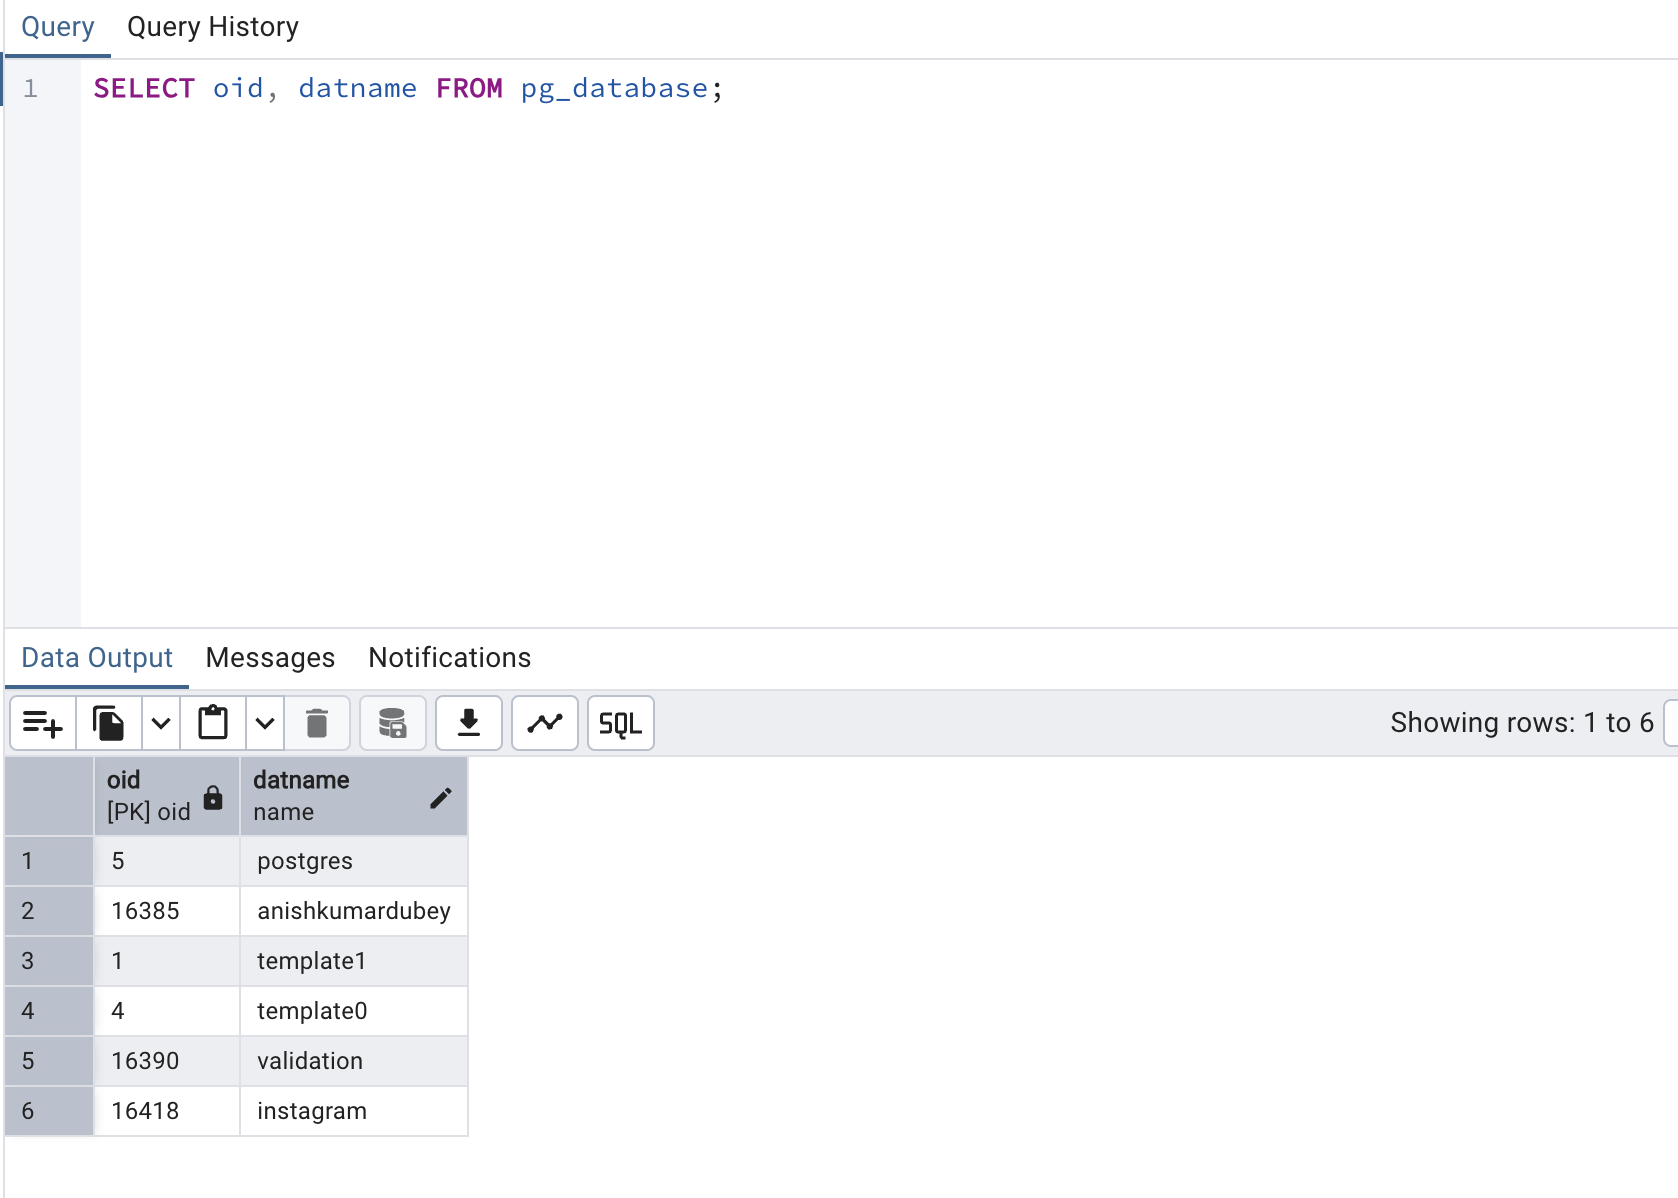 Query Query History
1 SELECT oid, datname FROM pg_database;
Data Output Messages Notifications
SQL Showing rows: 1 to 6
oid datname
[PK] oid name
1 5 postgres
2 16385 anishkumardubey
3 1 template1
4 4 template0
5 16390 validation
6 16418 instagram